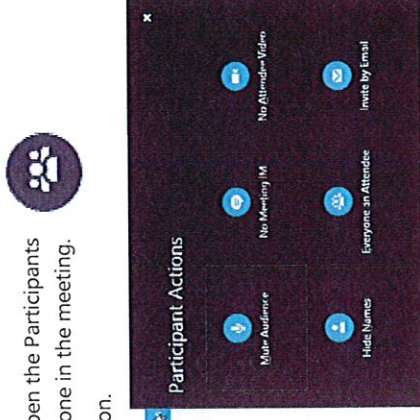 pen the Participants
one in the meeting.
on.
×
Participant Actions
Mute Audience
No Meeting IM
No Attendee Video
Hide Names
Everyone an Attendee
Invite by Email